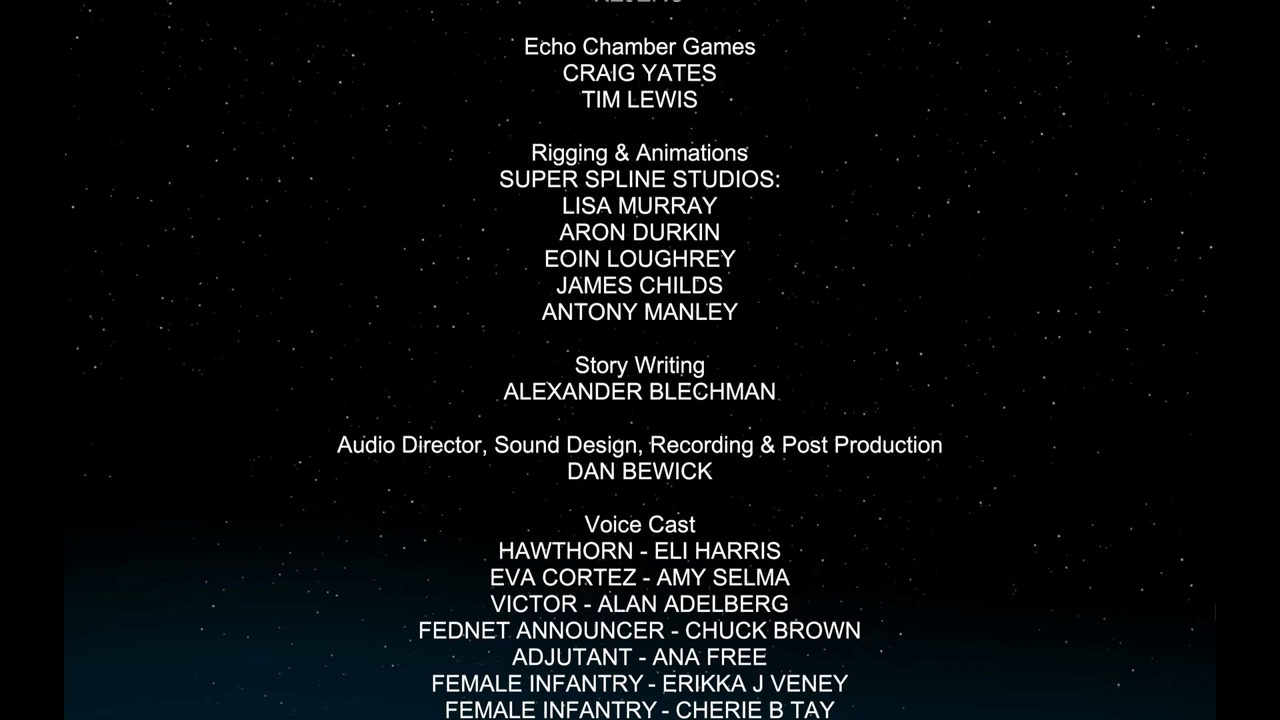 Echo Chamber Games
CRAIG YATES
TIM LEWIS
Rigging & Animations
SUPER SPLINE STUDIOS:
LISA MURRAY
ARON DURKIN
EOIN LOUGHREY
JAMES CHILDS
ANTONY MANLEY
Story Writing
ALEXANDER BLECHMAN
Audio Director, Sound Design, Recording & Post Production
DAN BEWICK
Voice Cast
HAWTHORN - ELI HARRIS
EVA CORTEZ - AMY SELMA
VICTOR - ALAN ADELBERG
FEDNET ANNOUNCER - CHUCK BROWN
ADJUTANT - ANA FREE
FEMALE INFANTRY - ERIKKA J VENEY
FEMALE INFANTRY - CHERIE B TAY